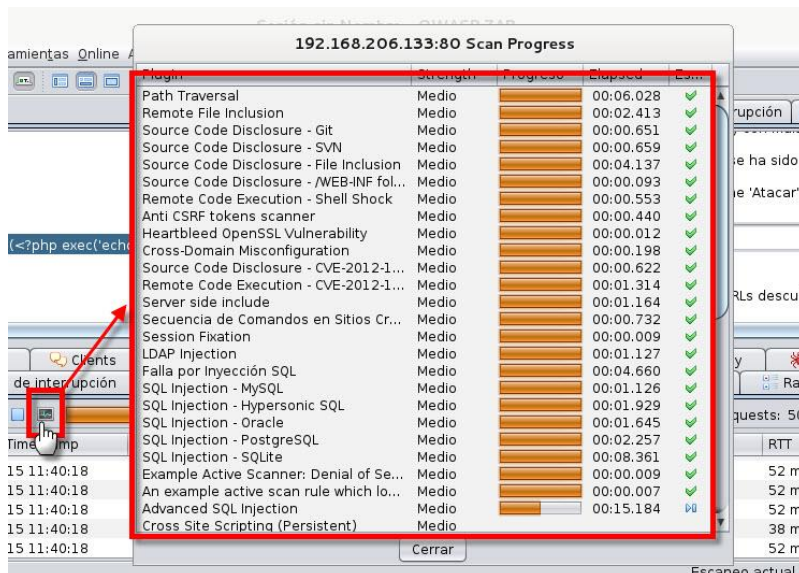 192.168.206.133:80 Scan Progress
amientas Online A
Plugin Strength Progreso Elapsed Es...
Path Traversal Medio 00:06.028
Remote File Inclusion Medio 00:02.413
Source Code Disclosure - Git Medio 00:00.651
Source Code Disclosure - SVN Medio 00:00.659
Source Code Disclosure - File Inclusion Medio 00:04.137
Source Code Disclosure - /WEB-INF fol... Medio 00:00.093
Remote Code Execution - Shell Shock Medio 00:00.553
Anti CSRF tokens scanner Medio 00:00.440
Heartbleed OpenSSL Vulnerability Medio 00:00.012
Cross-Domain Misconfiguration Medio 00:00.198
Source Code Disclosure - CVE-2012-1... Medio 00:00.622
Remote Code Execution - CVE-2012-1... Medio 00:01.314
Server side include Medio 00:01.164
Secuencia de Comandos en Sitios Cr... Medio 00:00.732
Session Fixation Medio 00:00.009
LDAP Injection Medio 00:01.127
Falla por Inyección SQL Medio 00:04.660
SQL Injection - MySQL Medio 00:01.126
SQL Injection - Hypersonic SQL Medio 00:01.929
SQL Injection - Oracle Medio 00:01.645
SQL Injection - PostgreSQL Medio 00:02.257
SQL Injection - SQLite Medio 00:08.361
Example Active Scanner: Denial of Se... Medio 00:00.009
An example active scan rule which lo... Medio 00:00.007
Advanced SQL Injection Medio 00:15.184
Cross Site Scripting (Persistent) Medio
Cerrar
rupción
se ha sido
ne 'Atacar'
(<?php exec('echo
RLs descu
Clients
y
de interrupción
Ra
quests: 50
Time mp
RTT
15 11:40:18 52 m
15 11:40:18 52 m
15 11:40:18 52 m
15 11:40:18 38 m
15 11:40:18 52 m
Escaneo actual